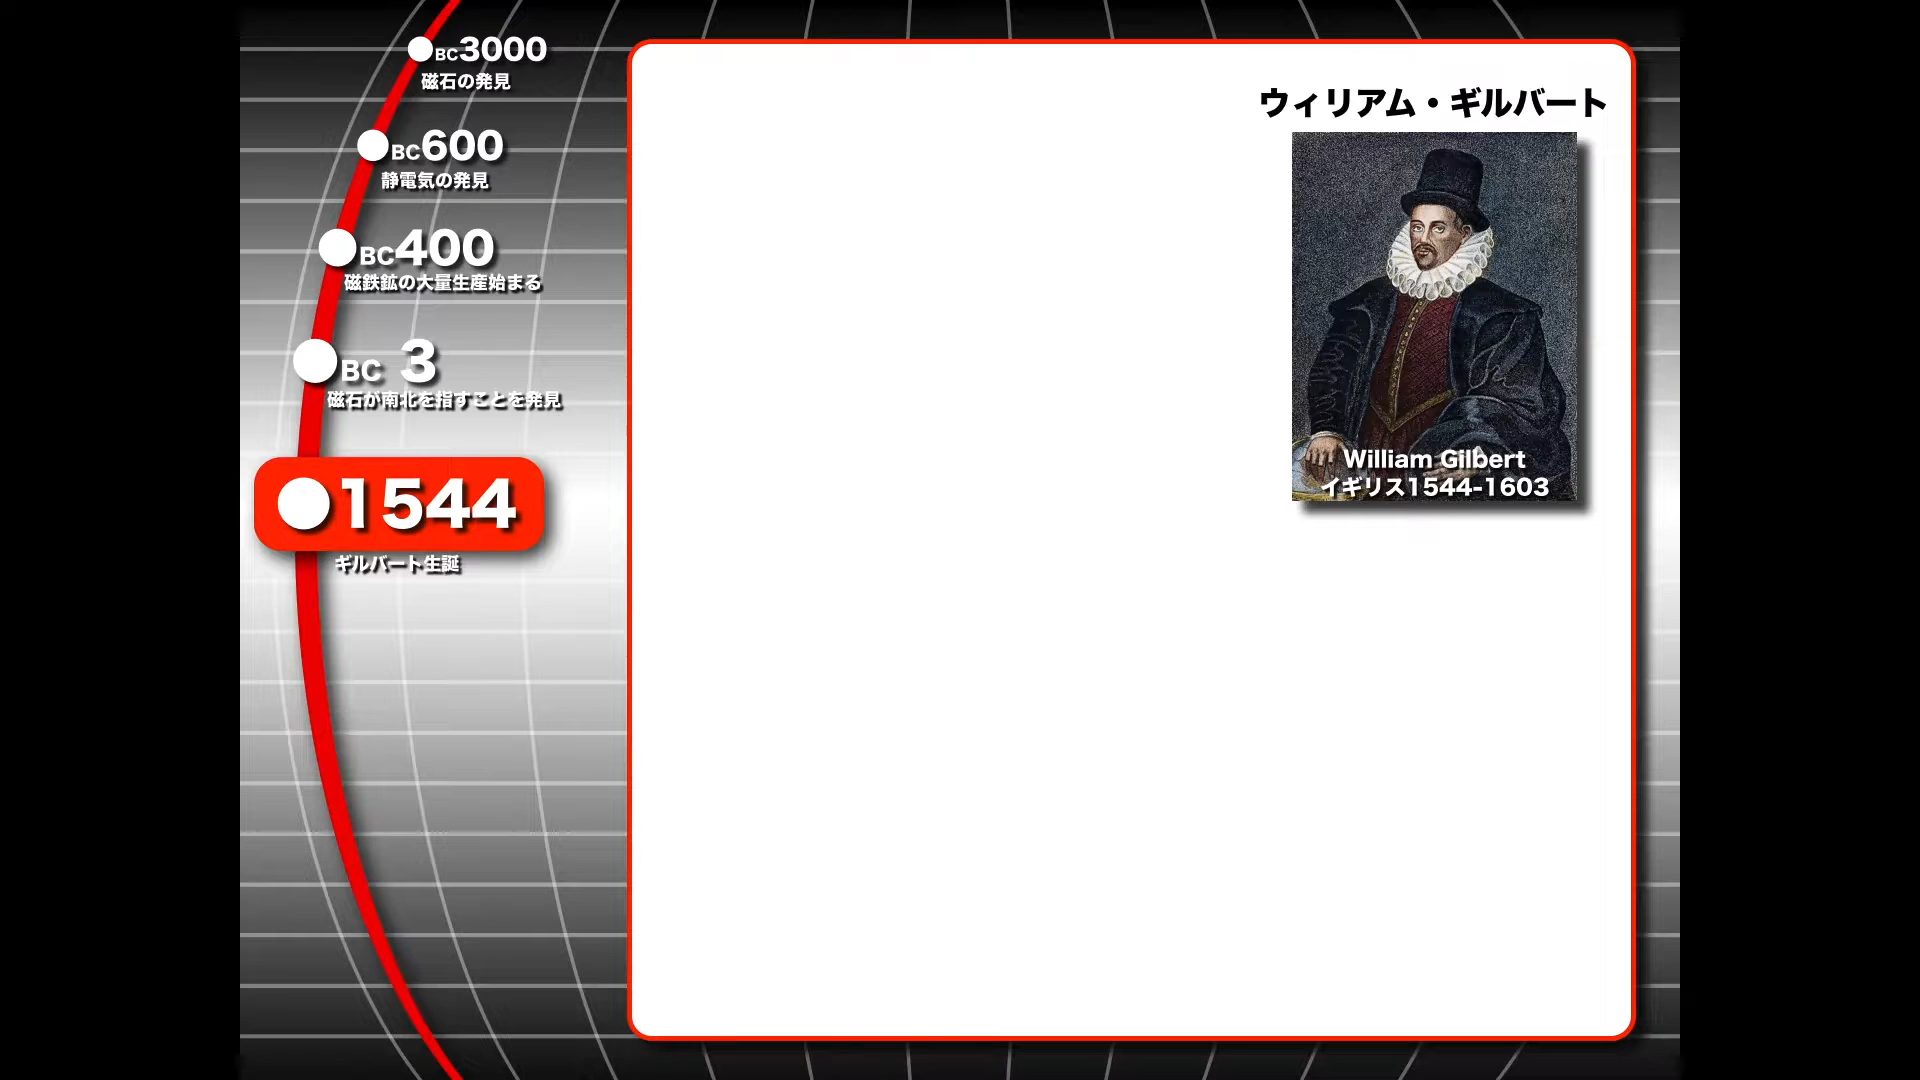 BC3000
磁石の発見
BC600
静電気の発見
BC400
磁鉄鉱の大量生産始まる
BC 3
磁石が南北を指すことを発見
1544
ギルバート生誕
ウィリアム・ギルバート
William Gilbert
イギリス1544-1603